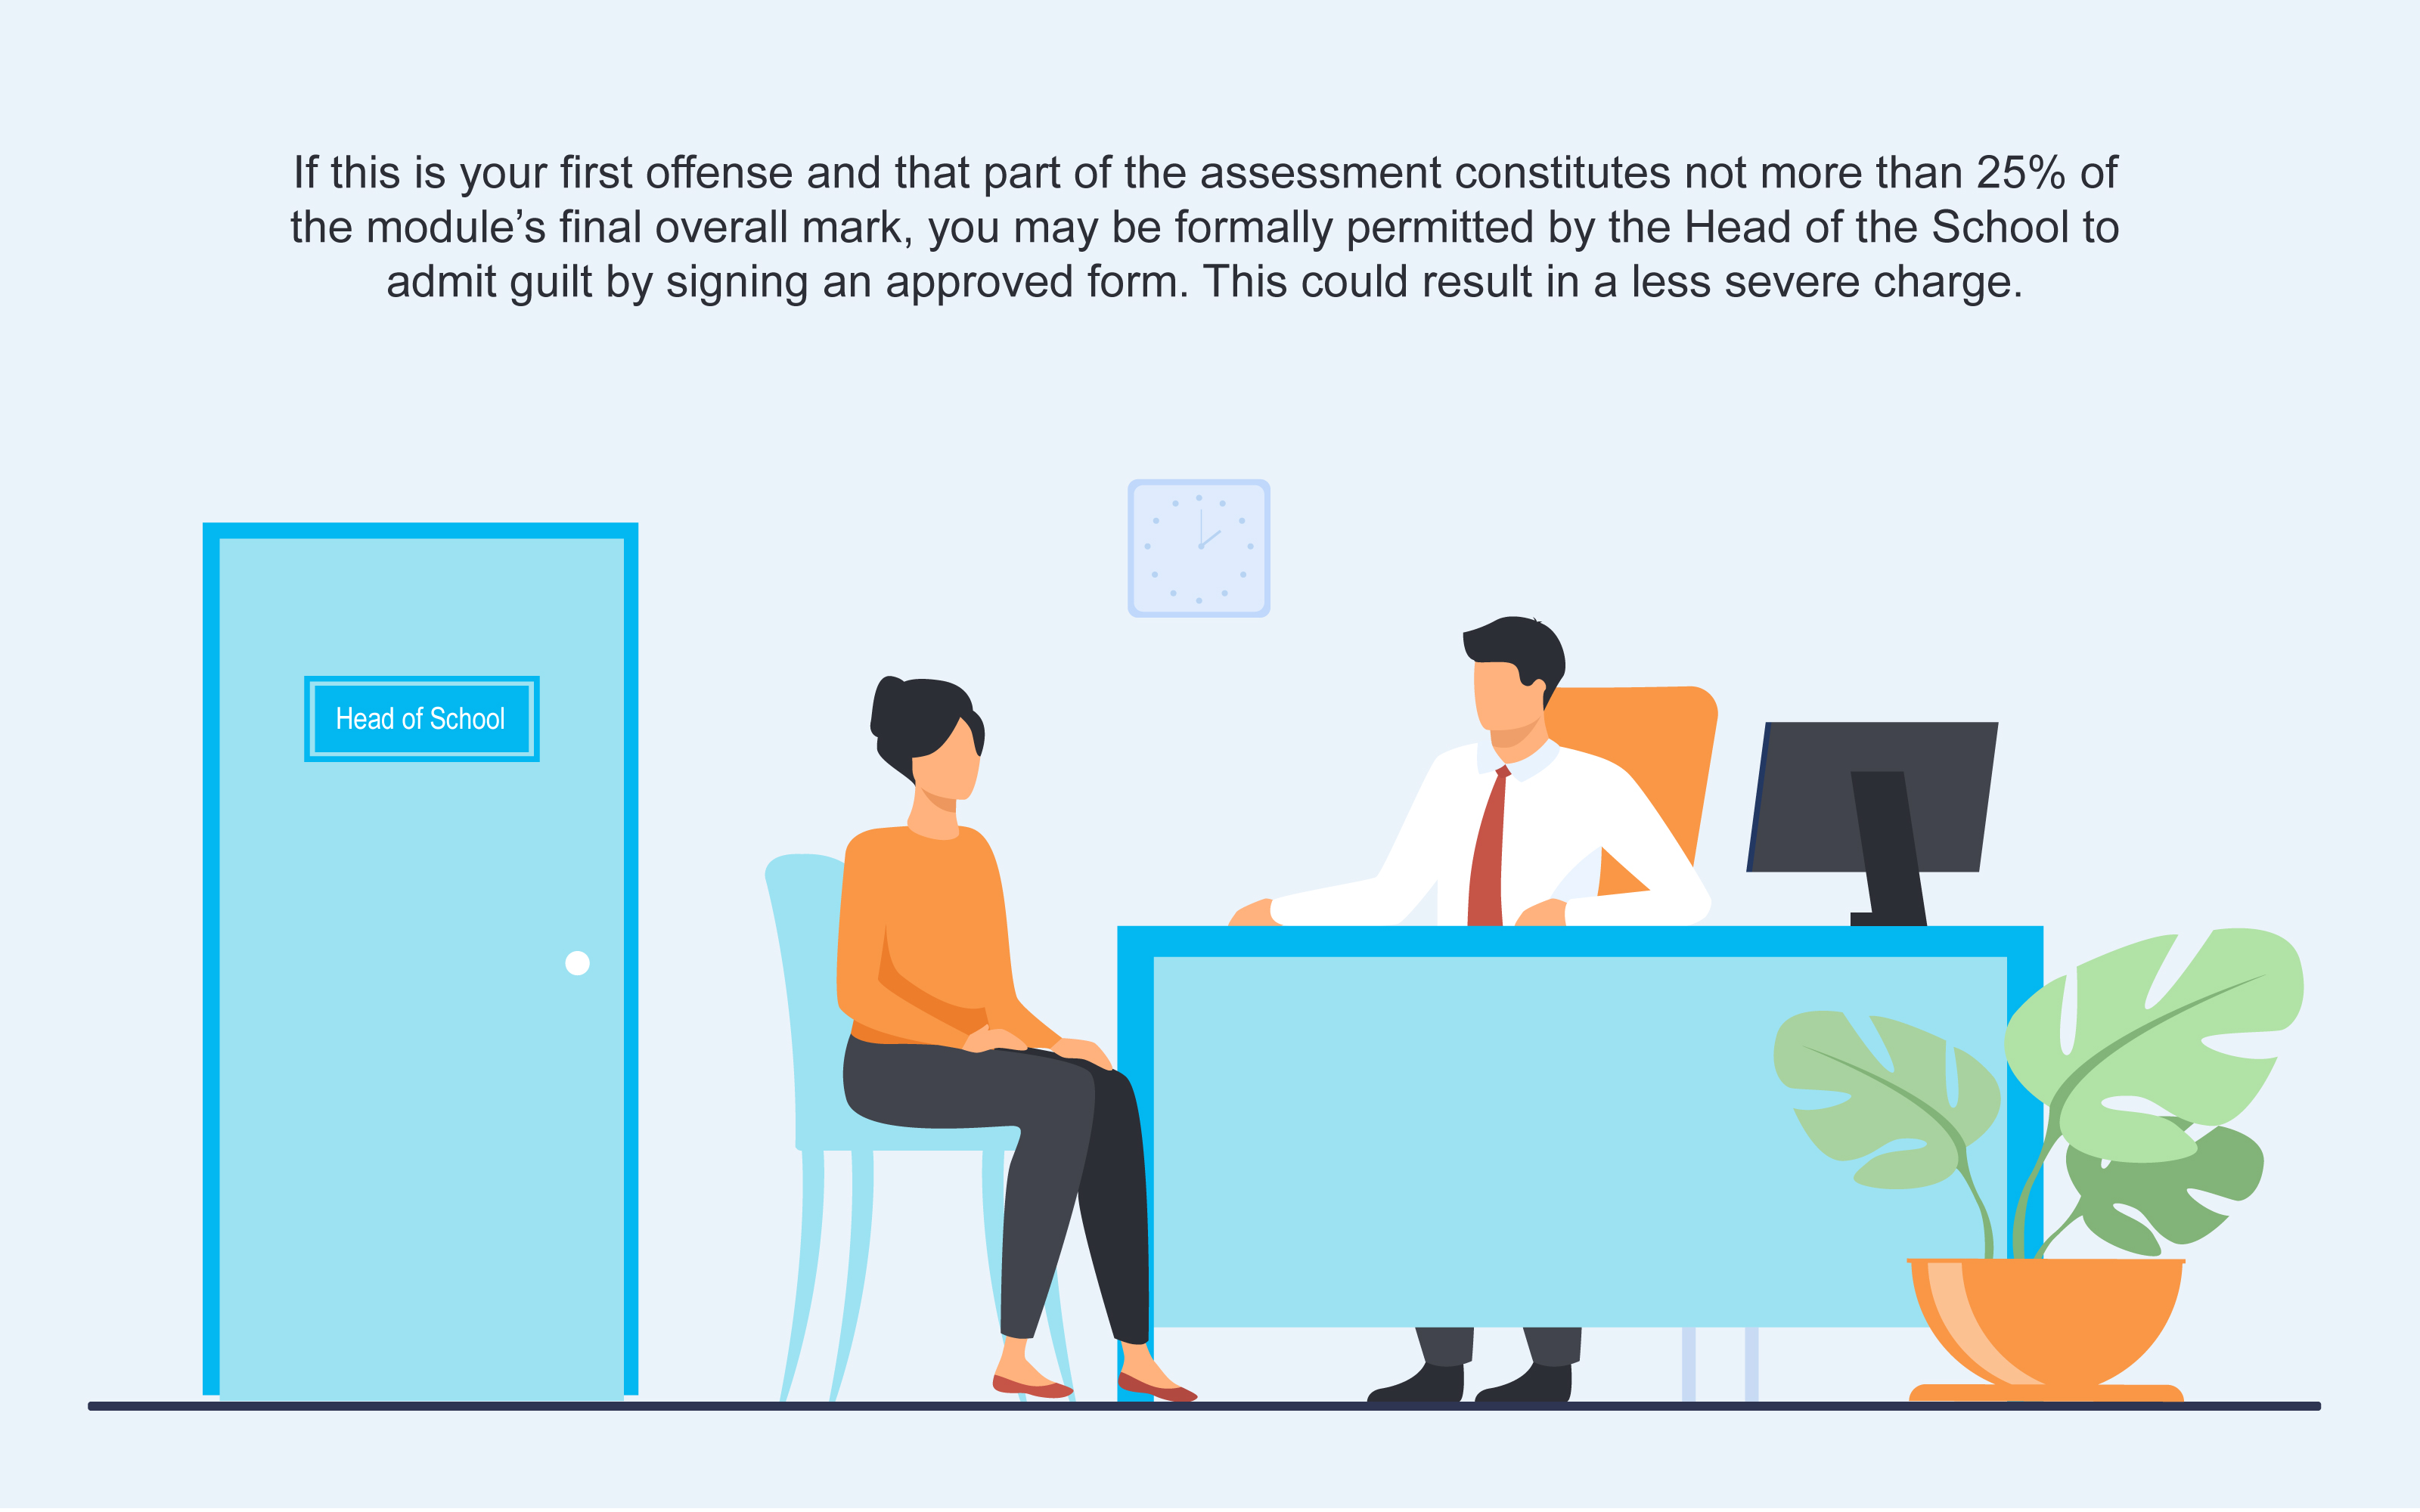 If this is your first offense and that part of the assessment constitutes not more than 25% of
the module’s final overall mark, you may be formally permitted by the Head of the School to
admit guilt by signing an approved form. This could result in a less severe charge.
Head of School